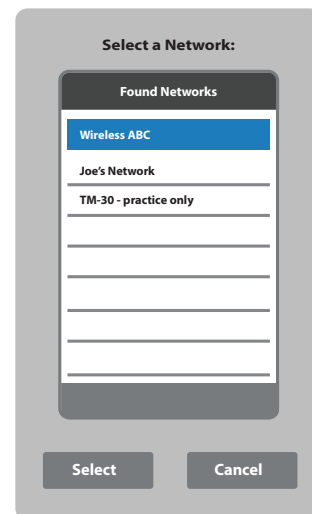 Select a Network:
Found Networks
Wireless ABC
Joe's Network
TM-30 - practice only
Select Cancel